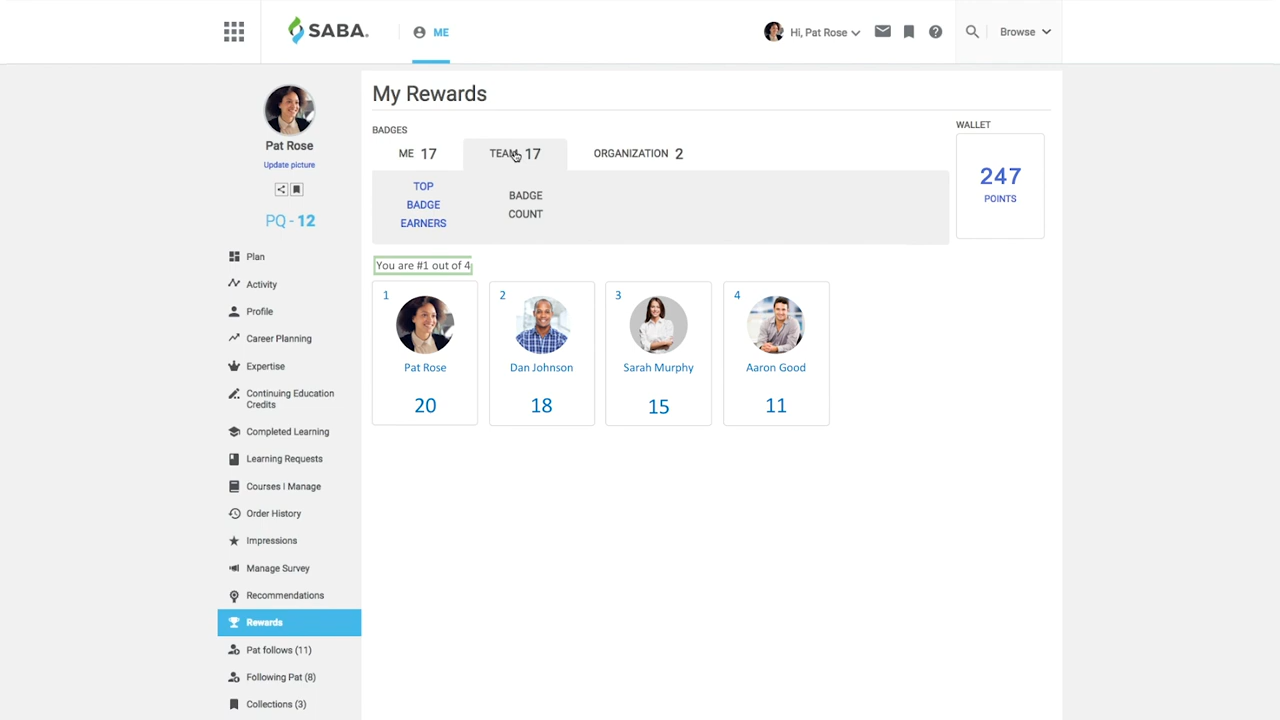 SABA.
ME
Hi, Pat Rose
Browse
Pat Rose
Update picture
PQ - 12
Plan
Activity
Profile
Career Planning
Expertise
Continuing Education
Credits
Completed Learning
Learning Requests
Courses I Manage
Order History
Impressions
Manage Survey
Recommendations
Rewards
Pat follows (11)
Following Pat (8)
Collections (3)
My Rewards
BADGES
ME 17
TEAM 17
ORGANIZATION 2
TOP
BADGE
EARNERS
BADGE
COUNT
WALLET
247
POINTS
You are #1 out of 4
1
Pat Rose
20
2
Dan Johnson
18
3
Sarah Murphy
15
4
Aaron Good
11